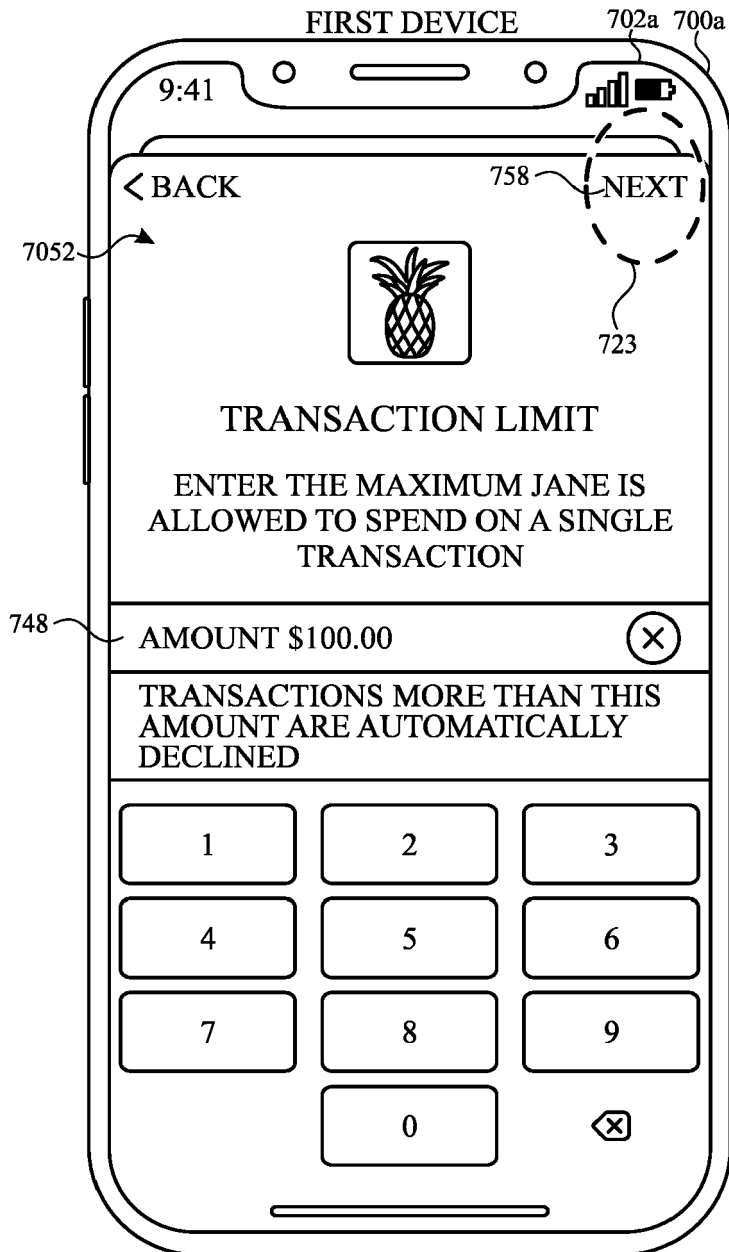 FIRST DEVICE
702a
700a
9:41
BACK
758
NEXT
7052
723
TRANSACTION LIMIT
ENTER THE MAXIMUM JANE IS
ALLOWED TO SPEND ON A SINGLE
TRANSACTION
748
AMOUNT $100.00
TRANSACTIONS MORE THAN THIS
AMOUNT ARE AUTOMATICALLY
DECLINED
1 2 3
4 5 6
7 8 9
0